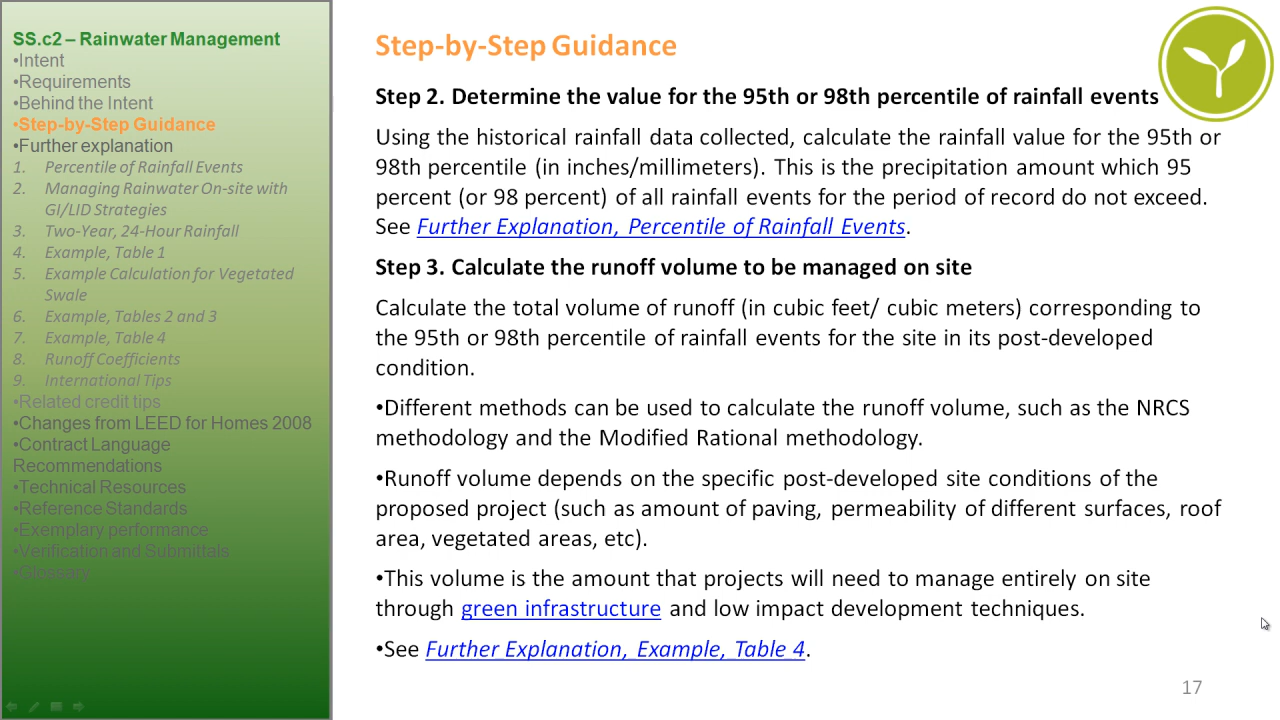 SS.c2 – Rainwater Management
•Intent
•Requirements
•Behind the Intent
•Step-by-Step Guidance
•Further explanation
1. Percentile of Rainfall Events
2. Managing Rainwater On-site with
GI/LID Strategies
3. Two-Year, 24-Hour Rainfall
4. Example, Table 1
5. Example Calculation for Vegetated
Swale
6. Example, Tables 2 and 3
7. Example, Table 4
8. Runoff Coefficients
9. International Tips
•Related credit tips
•Changes from LEED for Homes 2008
•Contract Language
Recommendations
•Technical Resources
•Reference Standards
•Exemplary performance
•Verification and Submittals
•Glossary
Step-by-Step Guidance
Step 2. Determine the value for the 95th or 98th percentile of rainfall events
Using the historical rainfall data collected, calculate the rainfall value for the 95th or
98th percentile (in inches/millimeters). This is the precipitation amount which 95
percent (or 98 percent) of all rainfall events for the period of record do not exceed.
See Further Explanation, Percentile of Rainfall Events.
Step 3. Calculate the runoff volume to be managed on site
Calculate the total volume of runoff (in cubic feet/ cubic meters) corresponding to
the 95th or 98th percentile of rainfall events for the site in its post-developed
condition.
•Different methods can be used to calculate the runoff volume, such as the NRCS
methodology and the Modified Rational methodology.
•Runoff volume depends on the specific post-developed site conditions of the
proposed project (such as amount of paving, permeability of different surfaces, roof
area, vegetated areas, etc).
•This volume is the amount that projects will need to manage entirely on site
through green infrastructure and low impact development techniques.
•See Further Explanation, Example, Table 4.
17